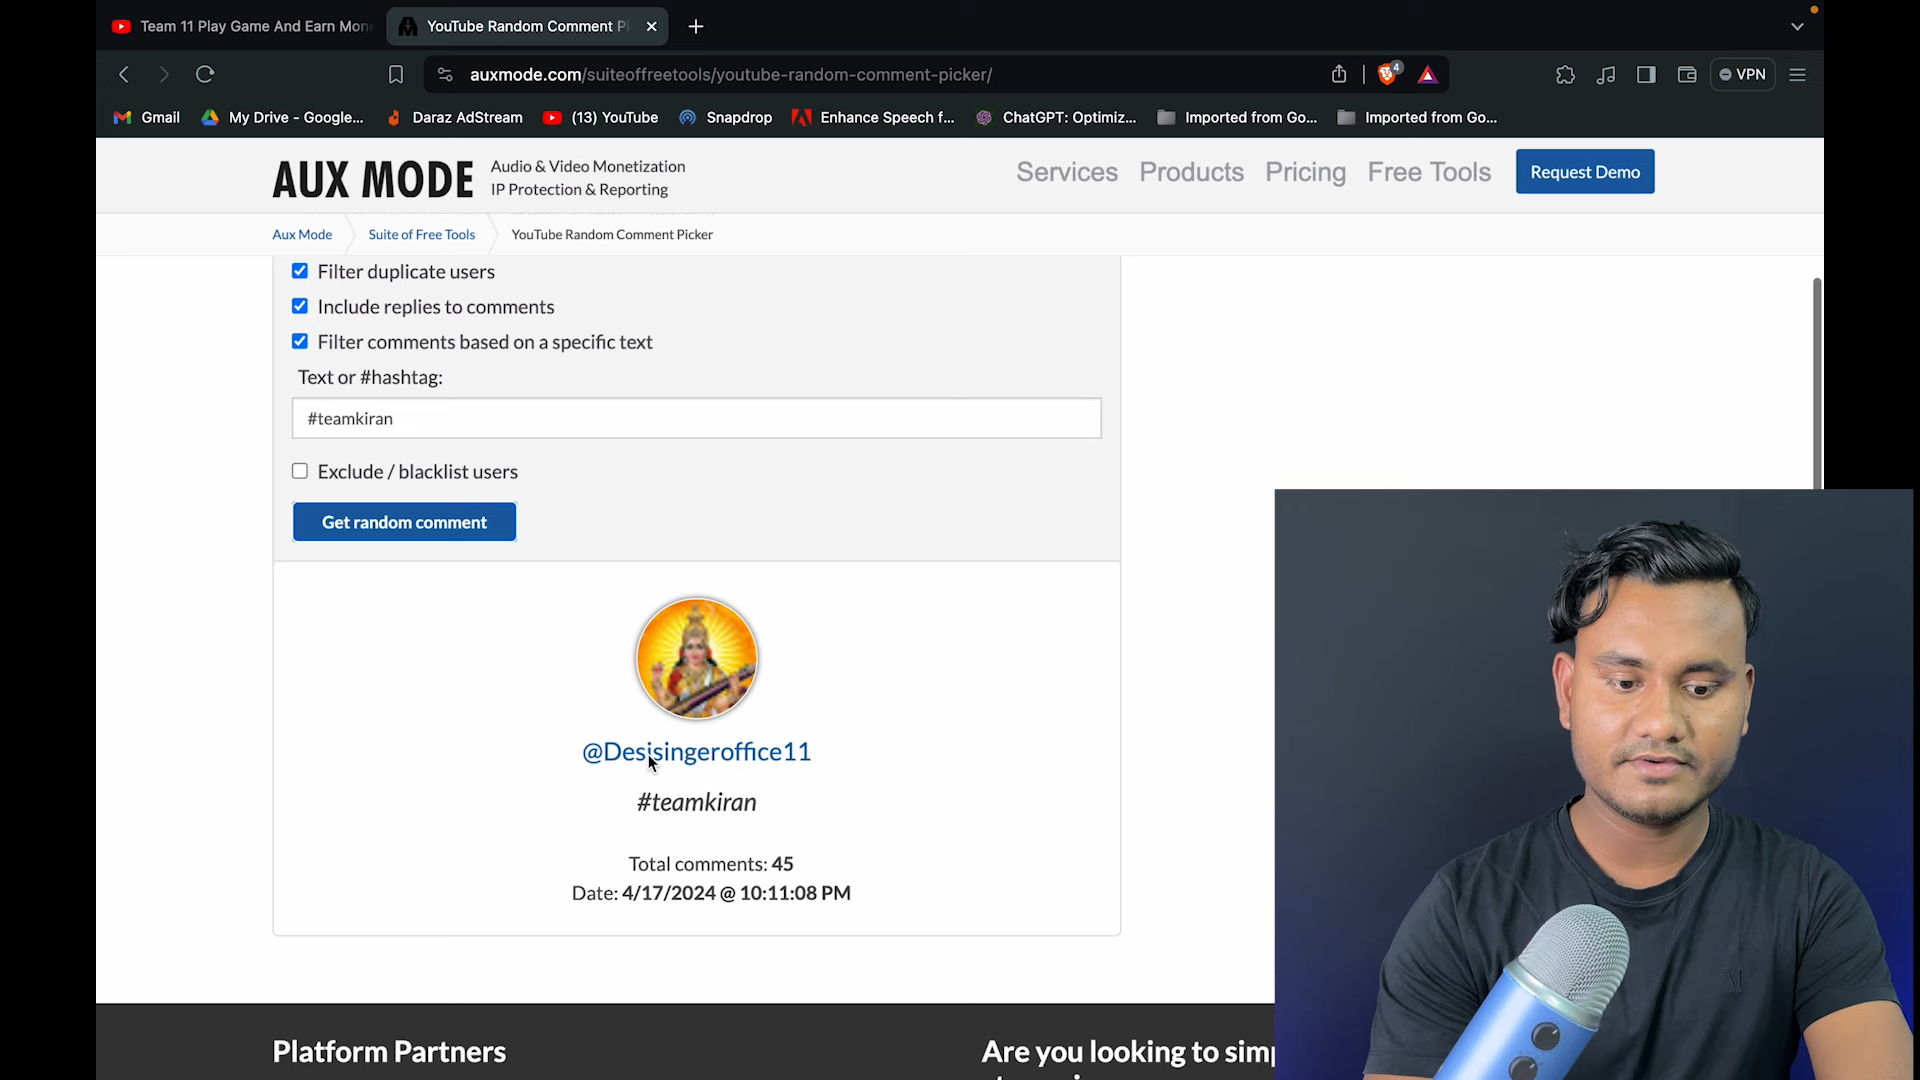 Team 11 Play Game And Earn Mon
YouTube Random Comment P
auxmode.com/suiteoffreetools/youtube-random-comment-picker/
4
VPN
Gmail
My Drive - Google...
Daraz AdStream
(13) YouTube
Snapdrop
Enhance Speech f...
ChatGPT: Optimiz...
Imported from Go...
Imported from Go...
AUX MODE
Audio & Video Monetization
IP Protection & Reporting
Services
Products
Pricing
Free Tools
Request Demo
Aux Mode
Suite of Free Tools
YouTube Random Comment Picker
Filter duplicate users
Include replies to comments
Filter comments based on a specific text
Text or #hashtag:
#teamkiran
Exclude / blacklist users
Get random comment
@Desisingeroffice11
#teamkiran
Total comments: 45
Date: 4/17/2024 @ 10:11:08 PM
Platform Partners
Are you looking to simp